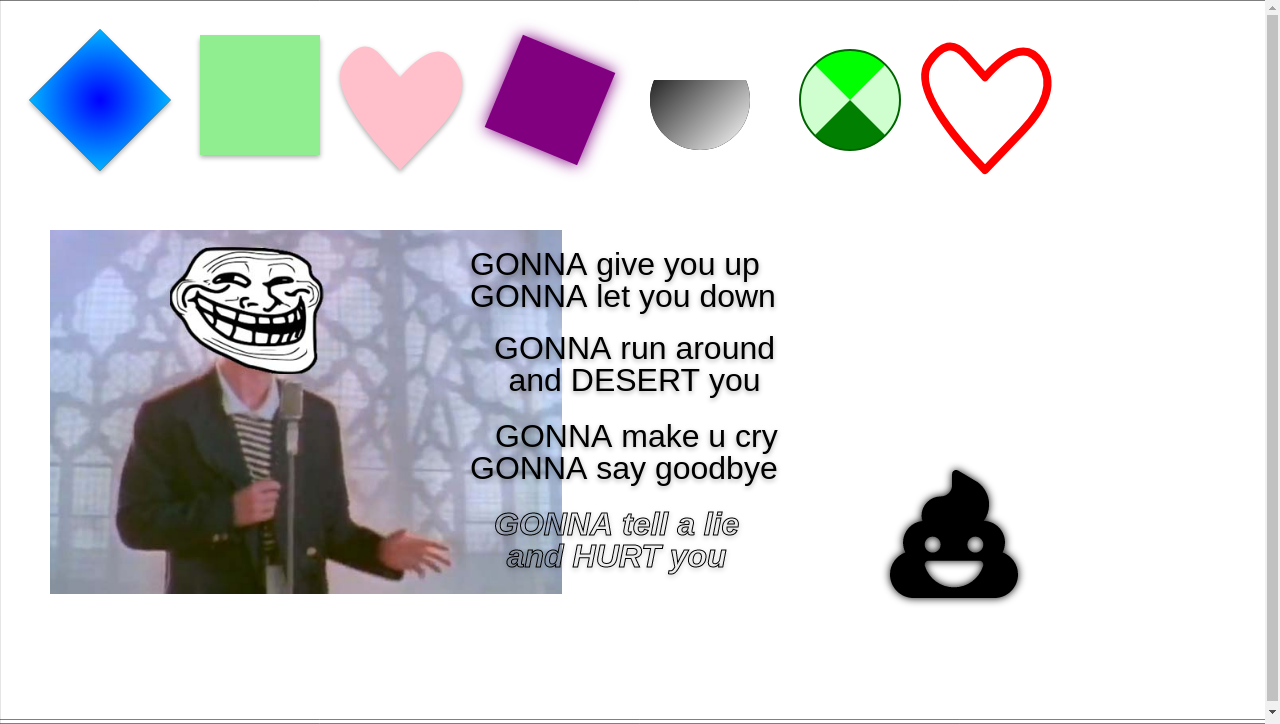 GONNA give you up
GONNA let you down
GONNA run around
and DESERT you
GONNA make u cry
GONNA say goodbye
GONNA tell a lie
and HURT you